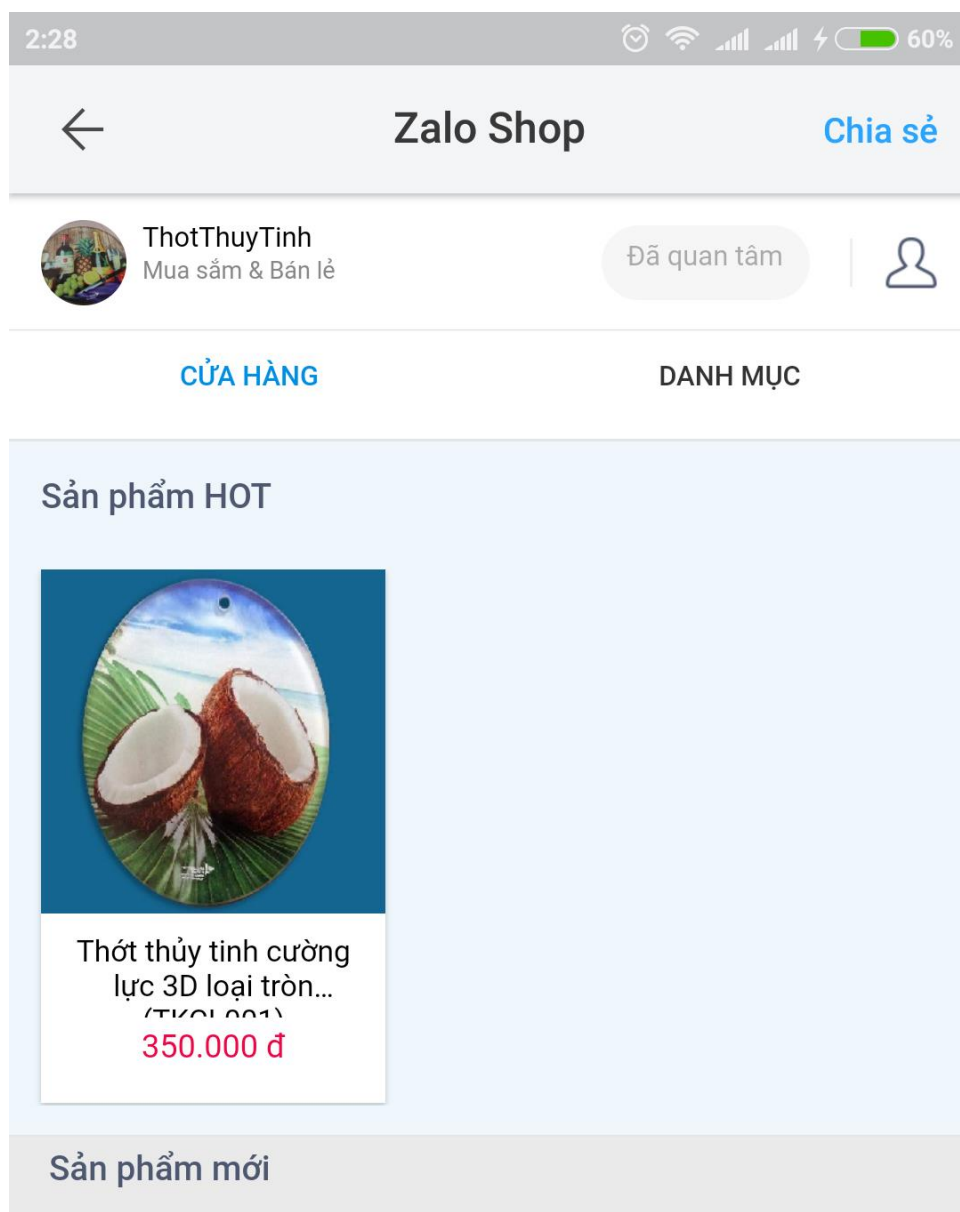 2:28
60%
Zalo Shop
Chia sẻ
ThotThuyTinh
Mua sắm & Bán lẻ
Đã quan tâm
CỬA HÀNG
DANH MỤC
Sản phẩm HOT
Thớt thủy tinh cường
lực 3D loại tròn...
350.000 đ
Sản phẩm mới